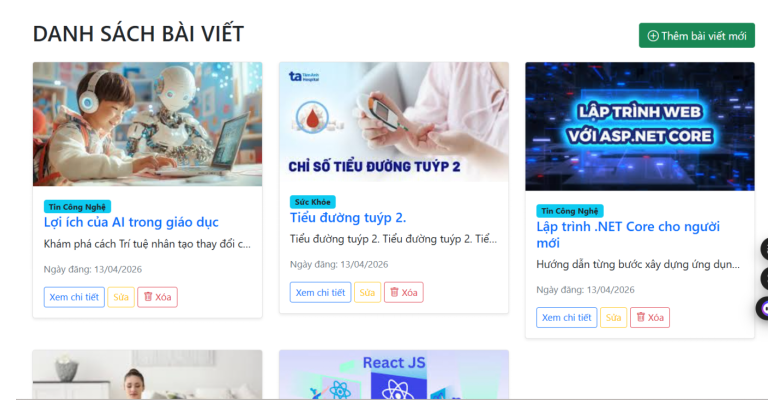 DANH SÁCH BÀI VIẾT
Thêm bài viết mới
Tin Công Nghệ
Lợi ích của AI trong giáo dục
Khám phá cách Trí tuệ nhân tạo thay đổi c...
Ngày đăng: 13/04/2026
Xem chi tiết
Sửa
Xóa
ta TâmAnh
Hospital
CHỈ SỐ TIỂU ĐƯỜNG TUÝP 2
Sức Khỏe
Tiểu đường tuýp 2.
Tiểu đường tuýp 2. Tiểu đường tuýp 2. Tiể...
Ngày đăng: 13/04/2026
Xem chi tiết
Sửa
Xóa
LẬP TRÌNH WEB
VỚI ASP.NET CORE
Tin Công Nghệ
Lập trình .NET Core cho người
mới
Hướng dẫn từng bước xây dựng ứng dụn...
Ngày đăng: 13/04/2026
Xem chi tiết
Sửa
Xóa
React JS